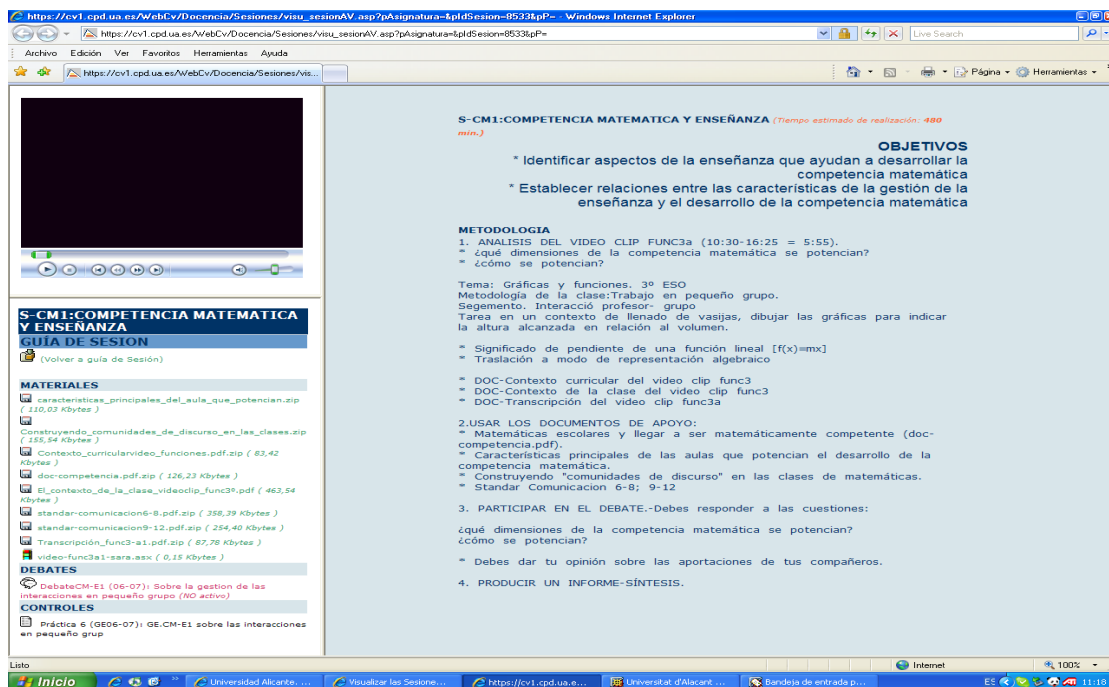 https://cv1.cpd.ua.es/WebCv/Docencia/Sesiones/visu_sesionAV.asp?pAsignatura=&pIdSesion=8533&pP= - Windows Internet Explorer
https://cv1.cpd.ua.es/WebCv/Docencia/Sesiones/visu_sesionAV.asp?pAsignatura=&pIdSesion=8533&pP=
Live Search
Archivo Edición Ver Favoritos Herramientas Ayuda
https://cv1.cpd.ua.es/WebCv/Docencia/Sesiones/vis...
Página
Herramientas
S-CM1:COMPETENCIA MATEMATICA
Y ENSEÑANZA
GUÍA DE SESION
(Volver a guía de Sesión)
MATERIALES
caracteristicas_principales_del_aula_que_potencian.zip
( 110,03 Kbytes )
Construyendo_comunidades_de_discurso_en_las_clases.zip
( 155,54 Kbytes )
Contexto_curricularvideo_funciones.pdf.zip ( 83,42
Kbytes )
doc-competencia.pdf.zip ( 126,23 Kbytes )
El_contexto_de_la_clase_videoclip_func3º.pdf ( 463,54
Kbytes )
standar-comunicacion6-8.pdf.zip ( 358,39 Kbytes )
standar-comunicacion9-12.pdf.zip ( 254,40 Kbytes )
Transcripción_func3-a1.pdf.zip ( 87,78 Kbytes )
video-func3a1-sara.asx ( 0,15 Kbytes )
DEBATES
DebateCM-E1 (06-07): Sobre la gestion de las
interacciones en pequeño grupo (NO activo)
CONTROLES
Práctica 6 (GE06-07): GE.CM-E1 sobre las interacciones
en pequeño grup
S-CM1:COMPETENCIA MATEMATICA Y ENSEÑANZA (Tiempo estimado de realización: 480
min.)
OBJETIVOS
* Identificar aspectos de la enseñanza que ayudan a desarrollar la
competencia matemática
* Establecer relaciones entre las características de la gestión de la
enseñanza y el desarrollo de la competencia matemática
METODOLOGIA
1. ANALISIS DEL VIDEO CLIP FUNC3a (10:30-16:25 = 5:55).
* ¿qué dimensiones de la competencia matemática se potencian?
* ¿cómo se potencian?
Tema: Gráficas y funciones. 3º ESO
Metodología de la clase:Trabajo en pequeño grupo.
Segemento. Interacció profesor- grupo
Tarea en un contexto de llenado de vasijas, dibujar las gráficas para indicar
la altura alcanzada en relación al volumen.
* Significado de pendiente de una función lineal [f(x)=mx]
* Traslación a modo de representación algebraico
* DOC-Contexto curricular del video clip func3
* DOC-Contexto de la clase del video clip func3
* DOC-Transcripción del video clip func3a
2.USAR LOS DOCUMENTOS DE APOYO:
* Matemáticas escolares y llegar a ser matemáticamente competente (doc-
competencia.pdf).
* Características principales de las aulas que potencian el desarrollo de la
competencia matemática.
* Construyendo "comunidades de discurso" en las clases de matemáticas.
* Standar Comunicacion 6-8; 9-12
3. PARTICIPAR EN EL DEBATE.-Debes responder a las cuestiones:
¿qué dimensiones de la competencia matemática se potencian?
¿cómo se potencian?
* Debes dar tu opinión sobre las aportaciones de tus compañeros.
4. PRODUCIR UN INFORME-SÍNTESIS.
Listo
Internet
100%
Inicio
Universidad Alicante. ...
Visualizar las Sesione...
https://cv1.cpd.ua.e...
Universitat d'Alacant ...
Bandeja de entrada p...
ES
11:16